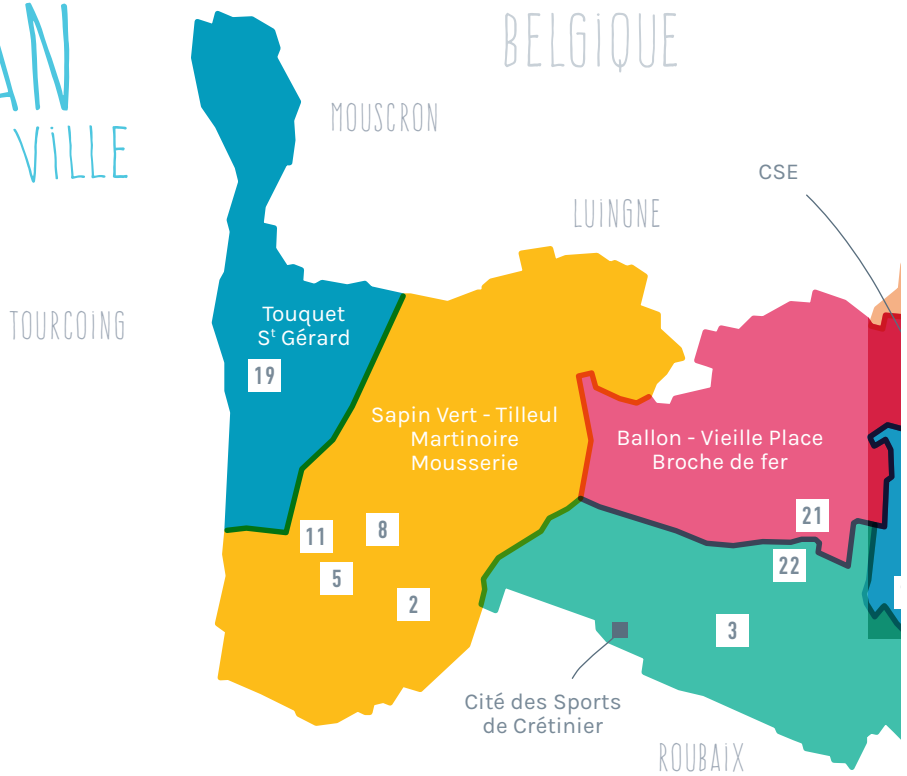 AN
VILLE
BELGIQUE
MOUSCRON
CSE
LUINGNE
TOURCOING
Touquet
St Gérard
19
Sapin Vert - Tilleul
Martinoire
Mousserie
Ballon - Vieille Place
Broche de fer
21
11
8
22
5
2
3
Cité des Sports
de Crétinier
ROUBAIX